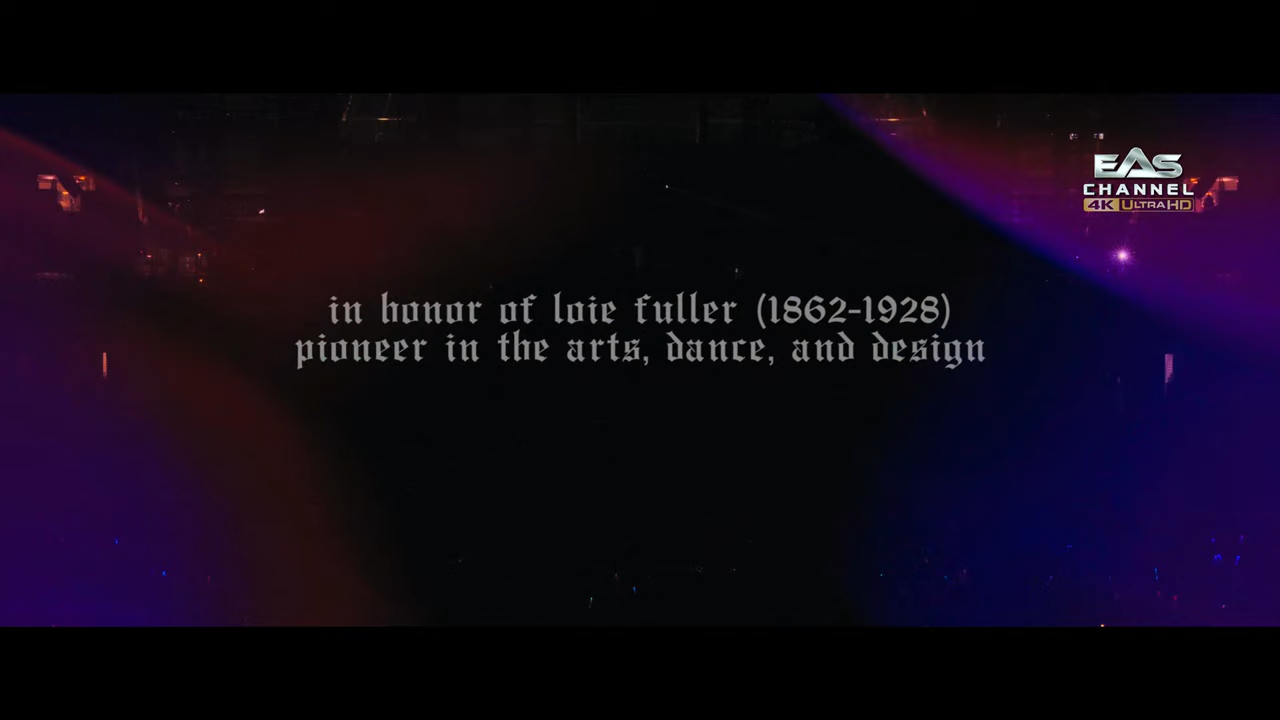 EAS
CHANNEL
4K ULTRAHD
in honor of loie fuller (1862-1928)
pioneer in the arts, dance, and design